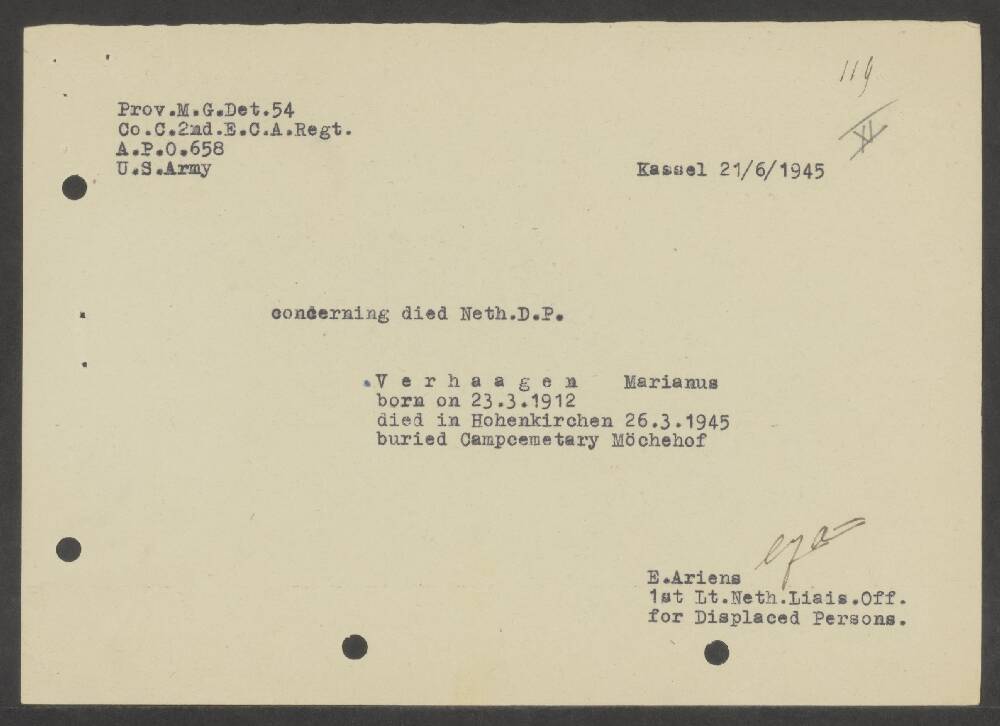 119
XI
Prov.M.G.Det.54
Co.C.2nd.E.C.A.Regt.
A.P.O.658
U.S.Army
Kassel 21/6/1945
concerning died Neth.D.P.
V e r h a a g e n Marianus
born on 23.3.1912
died in Hohenkirchen 26.3.1945
buried Campcemetary Möchehof
E.Ariens
1st Lt.Neth.Liais.Off.
for Displaced Persons.